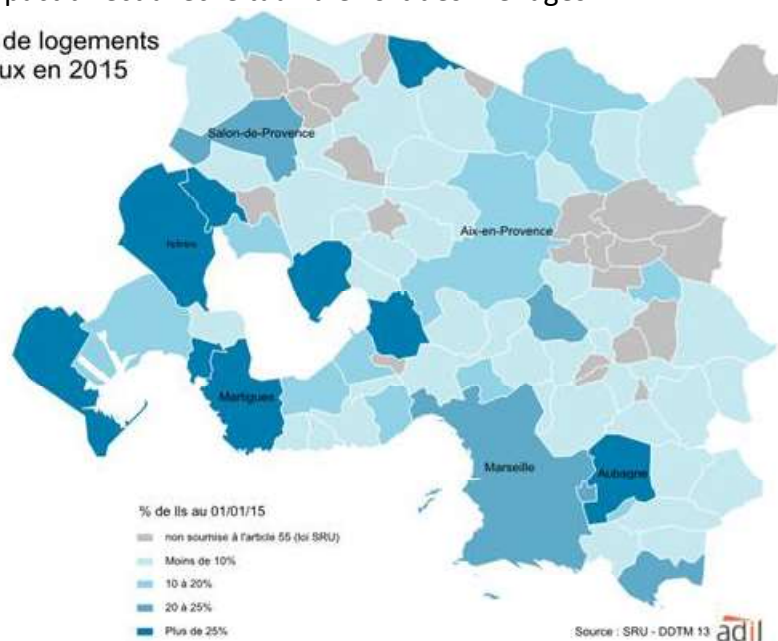 de logements
ux en 2015
Salon-de-Provence
Istres
Aix-en-Provence
Martigues
Marseille
Aubagne
% de lls au 01/01/15
non soumise à l'article 55 (loi SRU)
Moins de 10%
10 à 20%
20 à 25%
Plus de 25%
Source : SRU - DDTM 13
adil